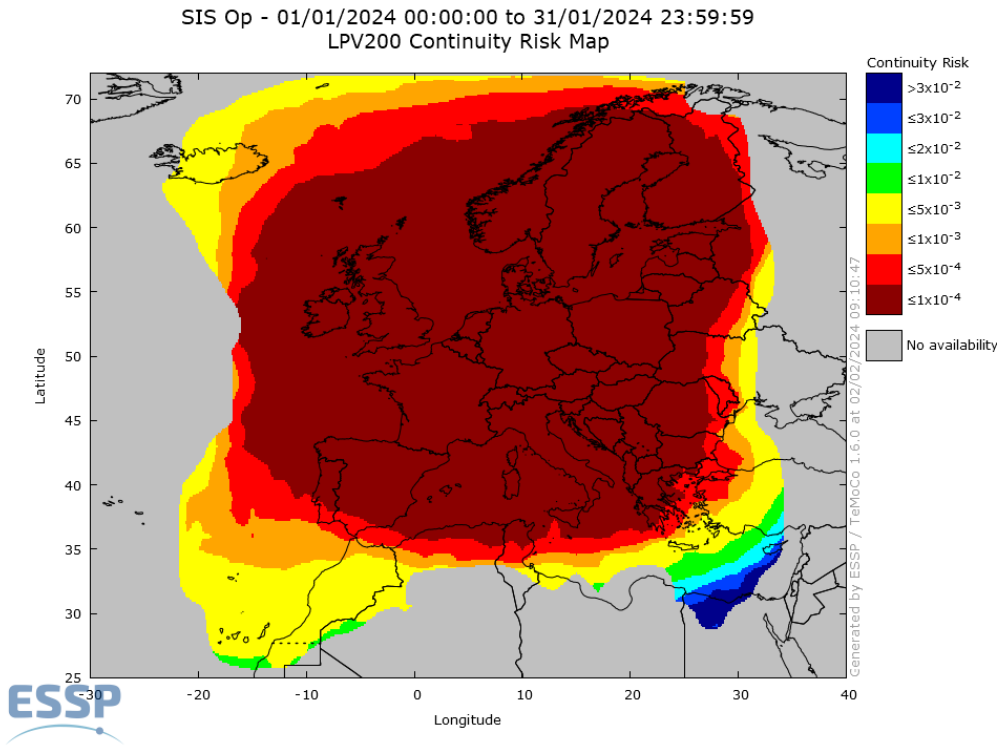 SIS Op - 01/01/2024 00:00:00 to 31/01/2024 23:59:59
LPV200 Continuity Risk Map
Continuity Risk
>3x10⁻²
≤3x10⁻²
≤2x10⁻²
≤1x10⁻²
≤5x10⁻³
≤1x10⁻³
≤5x10⁻⁴
≤1x10⁻⁴
No availability
Latitude
70
65
60
55
50
45
40
35
30
25
-30
-20
-10
0
10
20
30
40
Longitude
Generated by ESSP / TeMoCo 1.6.0 at 02/02/2024 09:10:47
ESSP